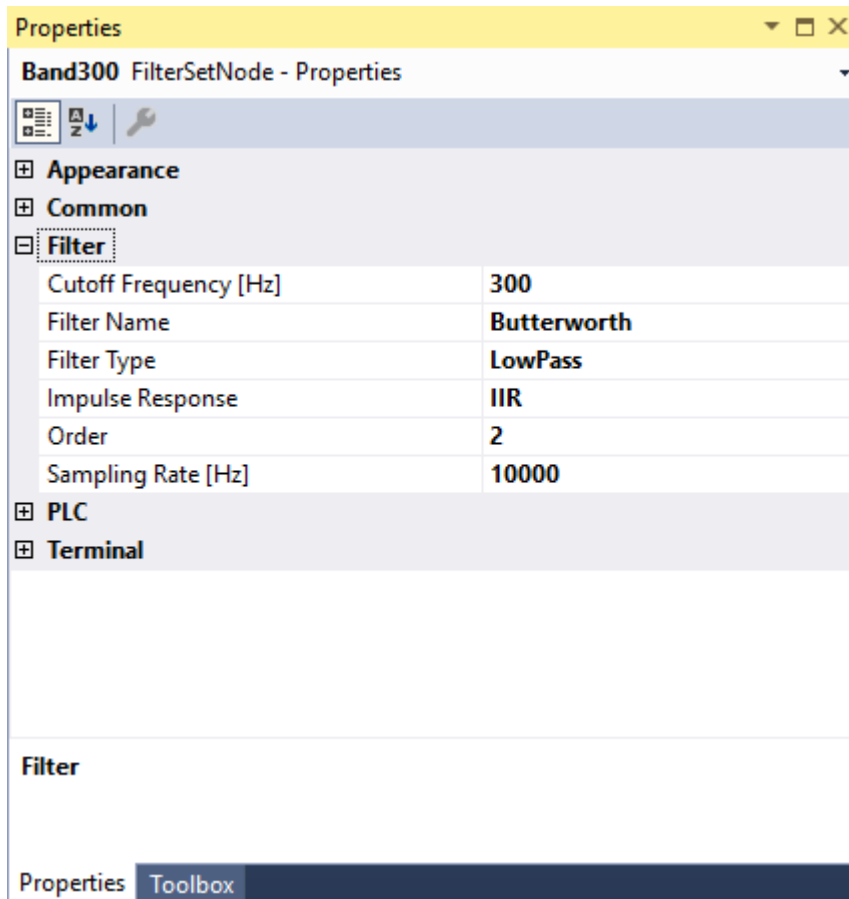 Properties
Band300 FilterSetNode - Properties
Appearance
Common
Filter
Cutoff Frequency [Hz] 300
Filter Name Butterworth
Filter Type LowPass
Impulse Response IIR
Order 2
Sampling Rate [Hz] 10000
PLC
Terminal
Filter
Properties Toolbox